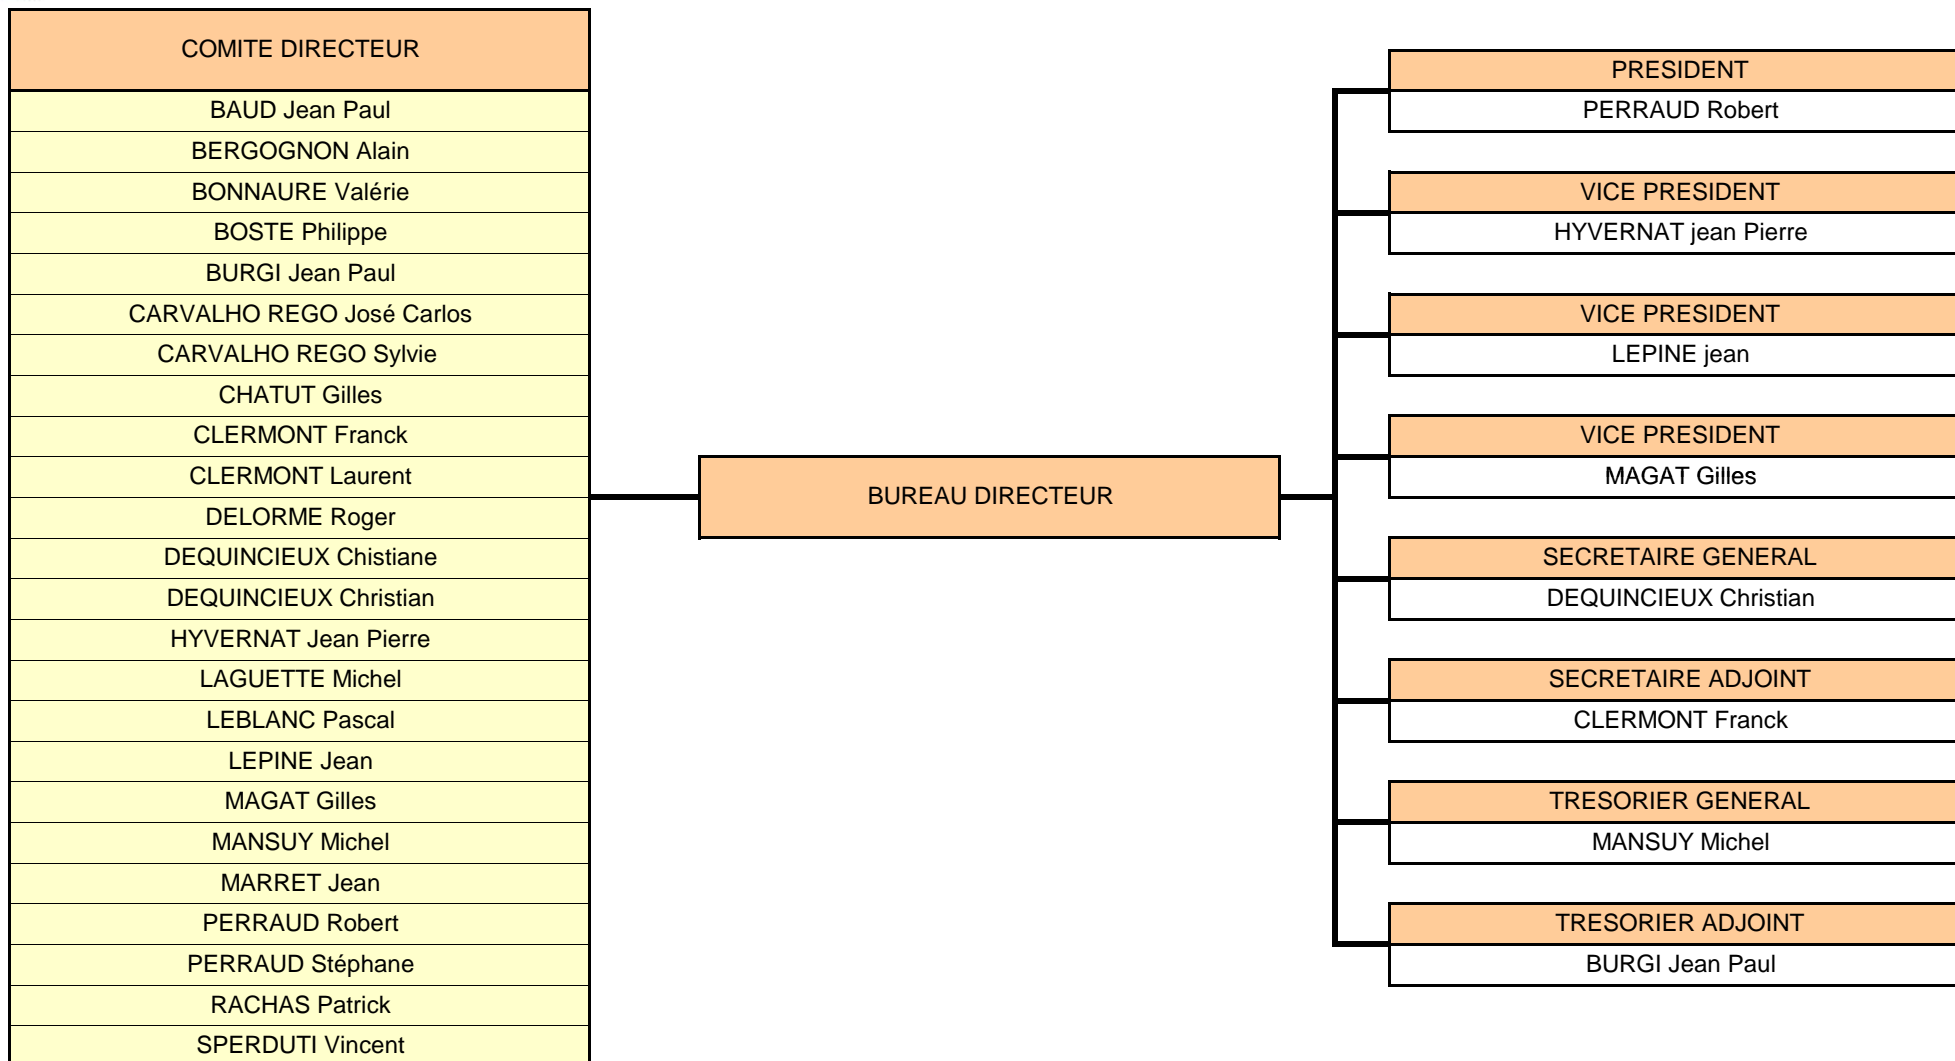 COMITE DIRECTEUR
BAUD Jean Paul
BERGOGNON Alain
BONNAURE Valérie
BOSTE Philippe
BURGI Jean Paul
CARVALHO REGO José Carlos
CARVALHO REGO Sylvie
CHATUT Gilles
CLERMONT Franck
CLERMONT Laurent
DELORME Roger
DEQUINCIEUX Chistiane
DEQUINCIEUX Christian
HYVERNAT Jean Pierre
LAGUETTE Michel
LEBLANC Pascal
LEPINE Jean
MAGAT Gilles
MANSUY Michel
MARRET Jean
PERRAUD Robert
PERRAUD Stéphane
RACHAS Patrick
SPERDUTI Vincent
BUREAU DIRECTEUR
PRESIDENT
PERRAUD Robert
VICE PRESIDENT
HYVERNAT jean Pierre
VICE PRESIDENT
LEPINE jean
VICE PRESIDENT
MAGAT Gilles
SECRETAIRE GENERAL
DEQUINCIEUX Christian
SECRETAIRE ADJOINT
CLERMONT Franck
TRESORIER GENERAL
MANSUY Michel
TRESORIER ADJOINT
BURGI Jean Paul